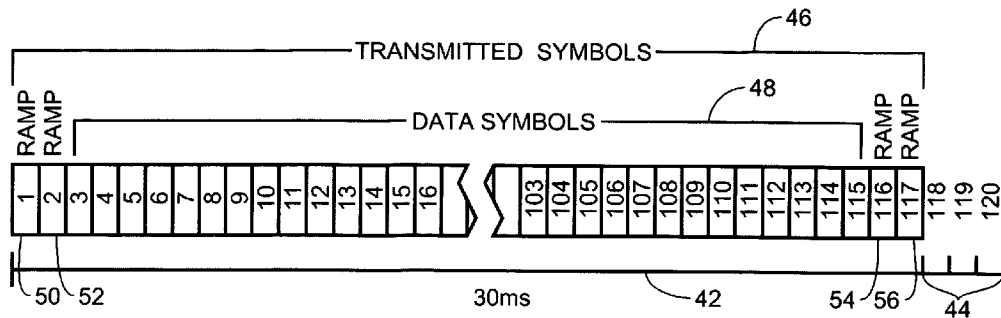 46
TRANSMITTED SYMBOLS
48
RAMP RAMP DATA SYMBOLS RAMP RAMP
1 2 3 4 5 6 7 8 9 10 11 12 13 14 15 16 103 104 105 106 107 108 109 110 111 112 113 114 115 116 117 118 119 120
50 52 30ms 42 54 56 44